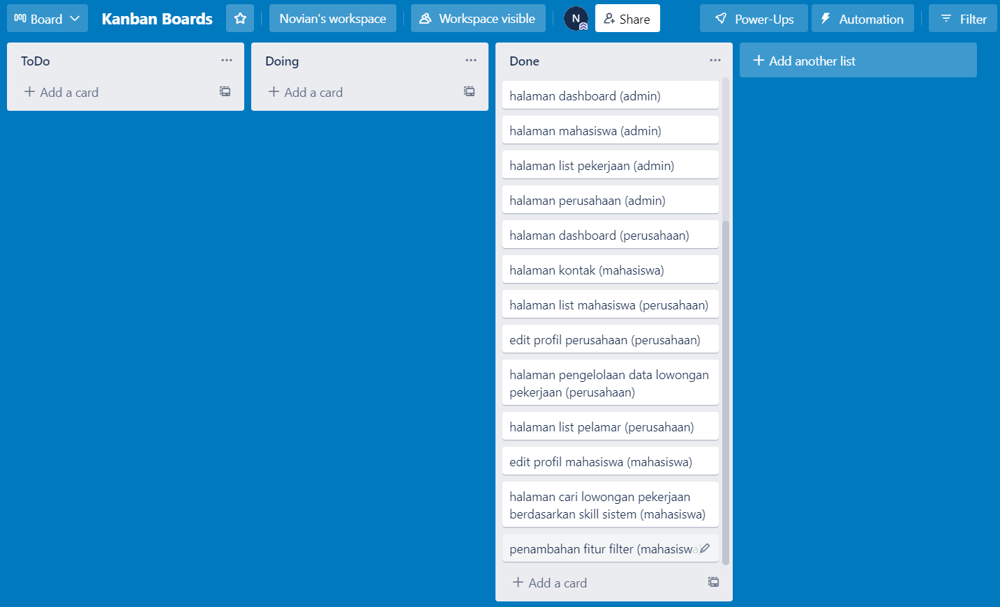 Board
Kanban Boards
Novian's workspace
Workspace visible
N
Share
Power-Ups
Automation
Filter
ToDo
Add a card
Doing
Add a card
Done
halaman dashboard (admin)
halaman mahasiswa (admin)
halaman list pekerjaan (admin)
halaman perusahaan (admin)
halaman dashboard (perusahaan)
halaman kontak (mahasiswa)
halaman list mahasiswa (perusahaan)
edit profil perusahaan (perusahaan)
halaman pengelolaan data lowongan
pekerjaan (perusahaan)
halaman list pelamar (perusahaan)
edit profil mahasiswa (mahasiswa)
halaman cari lowongan pekerjaan
berdasarkan skill sistem (mahasiswa)
penambahan fitur filter (mahasiswa)
Add a card
Add another list